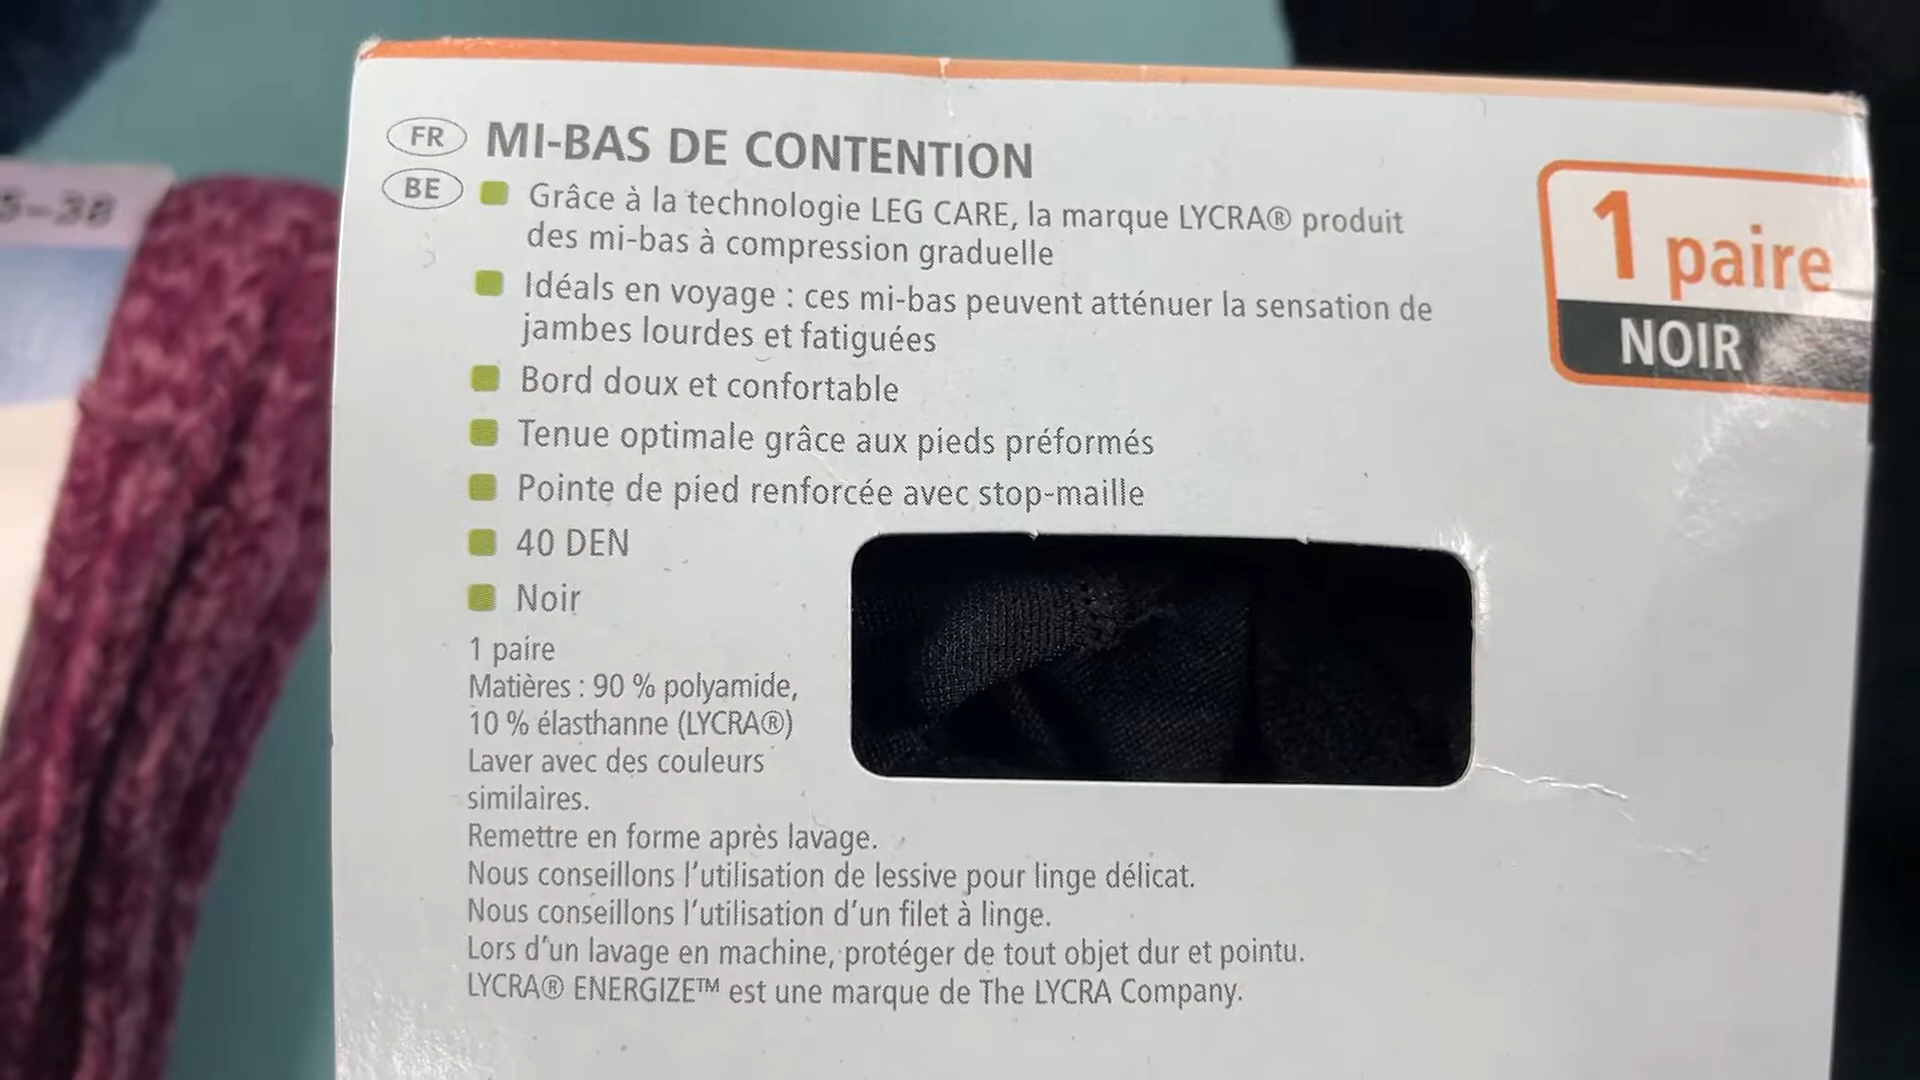 FR MI-BAS DE CONTENTION
BE
Grâce à la technologie LEG CARE, la marque LYCRA® produit
des mi-bas à compression graduelle
Idéals en voyage : ces mi-bas peuvent atténuer la sensation de
jambes lourdes et fatiguées
Bord doux et confortable
Tenue optimale grâce aux pieds préformés
Pointe de pied renforcée avec stop-maille
40 DEN
Noir
1 paire
Matières : 90 % polyamide,
10 % élasthanne (LYCRA®)
Laver avec des couleurs
similaires.
Remettre en forme après lavage.
Nous conseillons l'utilisation de lessive pour linge délicat.
Nous conseillons l'utilisation d'un filet à linge.
Lors d'un lavage en machine, protéger de tout objet dur et pointu.
LYCRA® ENERGIZE™ est une marque de The LYCRA Company.
1 paire
NOIR